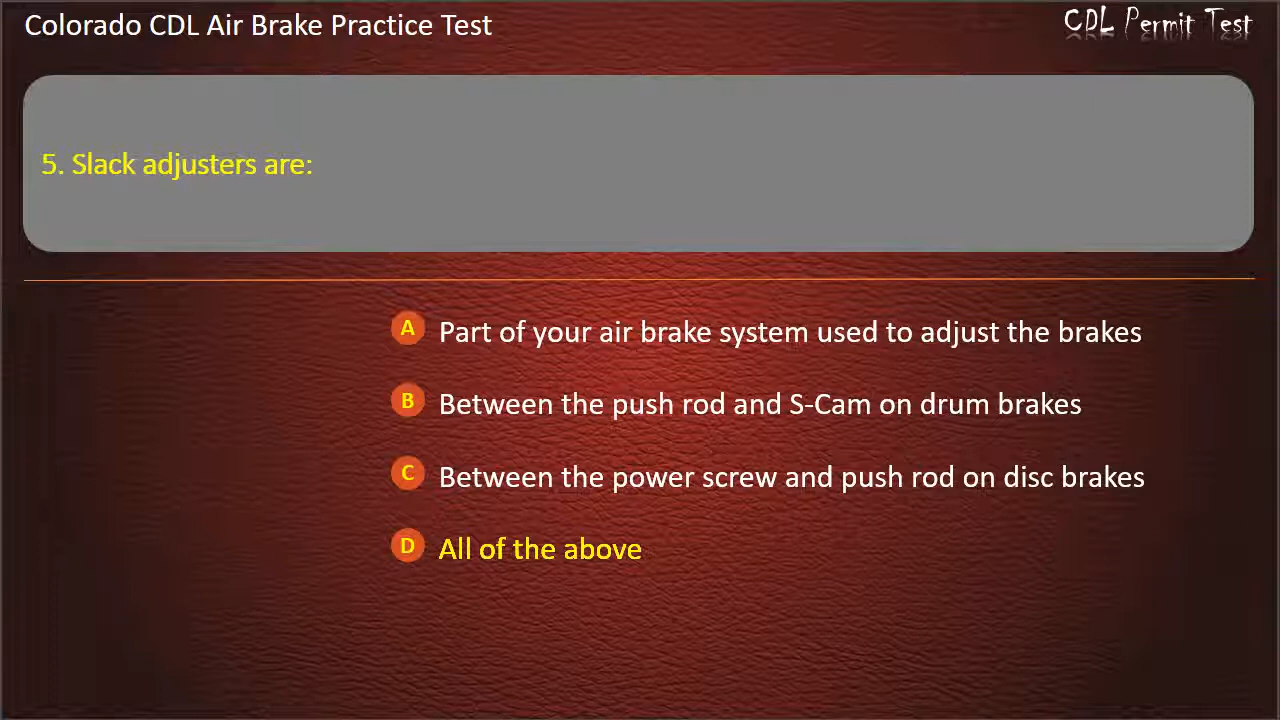 Colorado CDL Air Brake Practice Test
CDL Permit Test
5. Slack adjusters are:
A Part of your air brake system used to adjust the brakes
B Between the push rod and S-Cam on drum brakes
C Between the power screw and push rod on disc brakes
D All of the above